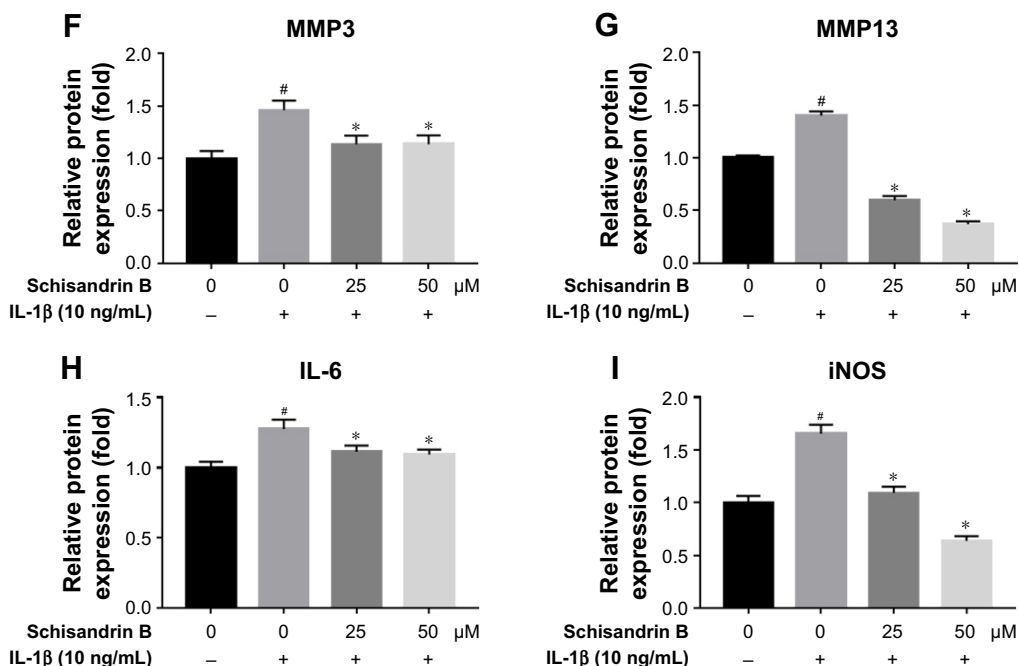 F MMP3
Relative protein
expression (fold)
2.0
1.5
1.0
0.5
0.0
#
*
*
Schisandrin B 0 0 25 50 μM
IL-1β (10 ng/mL) – + + +
G MMP13
Relative protein
expression (fold)
2.0
1.5
1.0
0.5
0.0
#
*
*
Schisandrin B 0 0 25 50 μM
IL-1β (10 ng/mL) – + + +
H IL-6
Relative protein
expression (fold)
1.5
1.0
0.5
0.0
#
*
*
Schisandrin B 0 0 25 50 μM
IL-1β (10 ng/mL) – + + +
I iNOS
Relative protein
expression (fold)
2.0
1.5
1.0
0.5
0.0
#
*
*
Schisandrin B 0 0 25 50 μM
IL-1β (10 ng/mL) – + + +